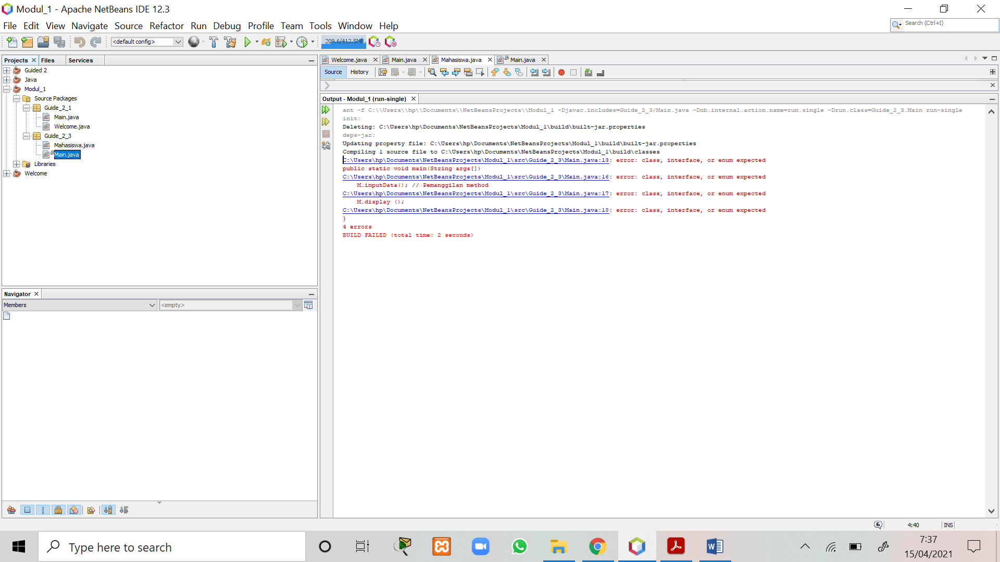 Modul_1 - Apache NetBeans IDE 12.3
File Edit View Navigate Source Refactor Run Debug Profile Team Tools Window Help
Search (Ctrl+I)
<default config>
209.6/412.5MB
Projects Files Services
Guided 2
Java
Modul_1
Source Packages
Guide_2_1
Main.java
Welcome.java
Guide_2_3
Mahasiswa.java
Main.java
Libraries
Welcome
Navigator
Members
<empty>
Welcome.java Main.java Mahasiswa.java Main.java
Source History
Output - Modul_1 (run-single)
ant -f C:\\Users\\hp\\Documents\\NetBeansProjects\\Modul_1 -Djavac.includes=Guide_2_3/Main.java -Dnb.internal.action.name=run.single -Drun.class=Guide_2_3.Main run-single
init:
Deleting: C:\Users\hp\Documents\NetBeansProjects\Modul_1\build\built-jar.properties
deps-jar:
Updating property file: C:\Users\hp\Documents\NetBeansProjects\Modul_1\build\built-jar.properties
Compiling 1 source file to C:\Users\hp\Documents\NetBeansProjects\Modul_1\build\classes
C:\Users\hp\Documents\NetBeansProjects\Modul_1\src\Guide_2_3\Main.java:13: error: class, interface, or enum expected
public static void main(String args[])
C:\Users\hp\Documents\NetBeansProjects\Modul_1\src\Guide_2_3\Main.java:16: error: class, interface, or enum expected
M.inputData(); // Pemanggilan method
C:\Users\hp\Documents\NetBeansProjects\Modul_1\src\Guide_2_3\Main.java:17: error: class, interface, or enum expected
M.display ();
C:\Users\hp\Documents\NetBeansProjects\Modul_1\src\Guide_2_3\Main.java:18: error: class, interface, or enum expected
}
4 errors
BUILD FAILED (total time: 2 seconds)
6 4:40 INS
Type here to search
7:37
15/04/2021